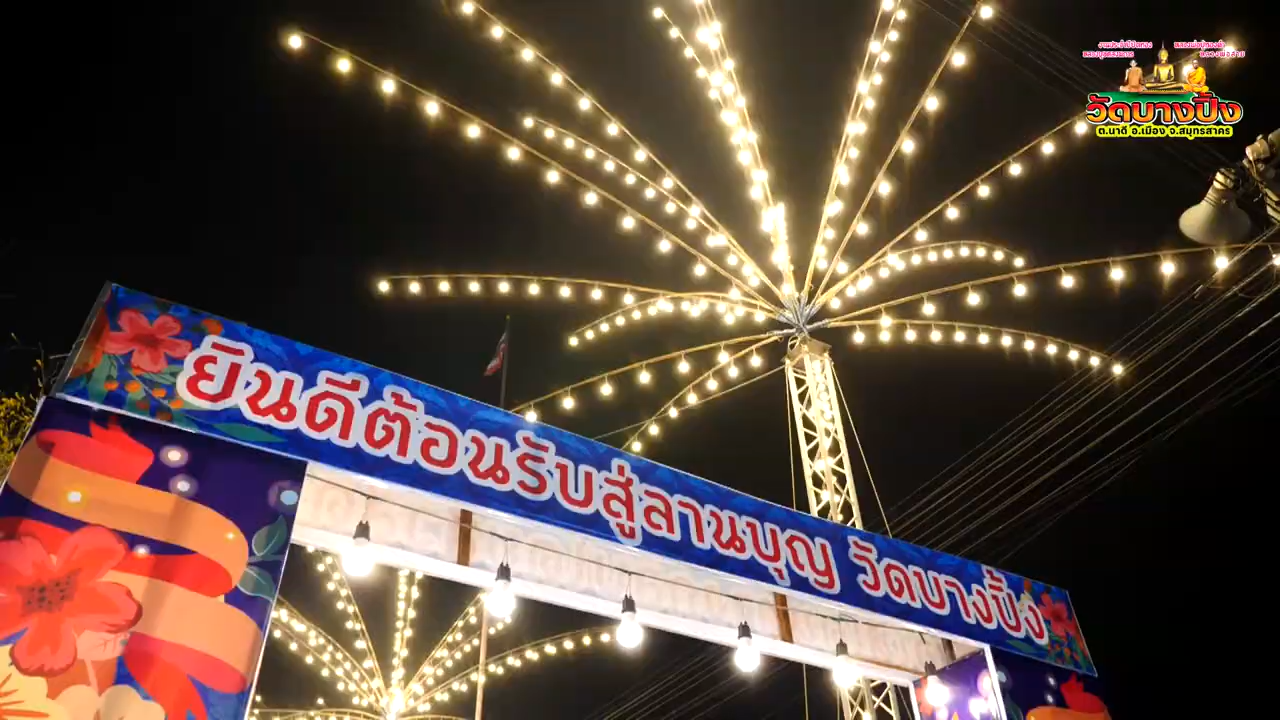 วัดบางปิ้ง
ต.นาดี อ.เมือง จ.สมุทรสาคร
ยินดีต้อนรับสู่ลานบุญ วัดบางปิ้ง